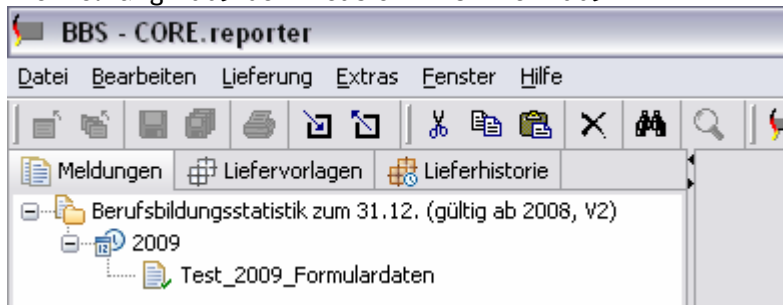 BBS - CORE.reporter
Datei Bearbeiten Lieferung Extras Fenster Hilfe
Meldungen Liefervorlagen Lieferhistorie
Berufsbildungsstatistik zum 31.12. (gültig ab 2008, V2)
2009
Test_2009_Formulardaten